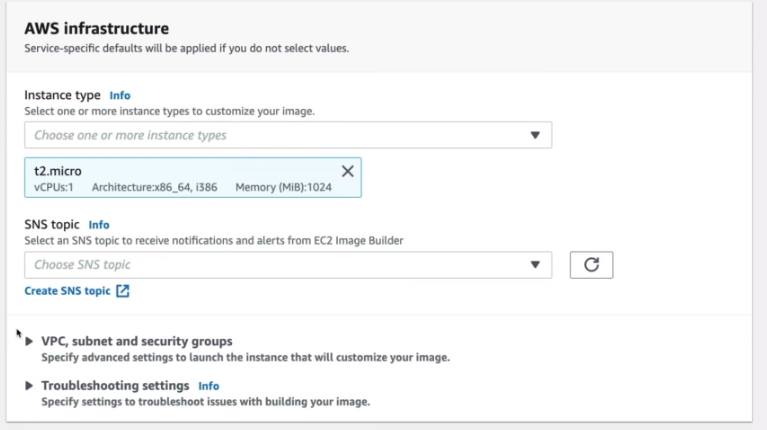 AWS infrastructure
Service-specific defaults will be applied if you do not select values.
Instance type Info
Select one or more instance types to customize your image.
Choose one or more instance types
t2.micro
vCPUs:1 Architecture:x86_64, i386 Memory (MiB):1024
SNS topic Info
Select an SNS topic to receive notifications and alerts from EC2 Image Builder
Choose SNS topic
Create SNS topic
VPC, subnet and security groups
Specify advanced settings to launch the instance that will customize your image.
Troubleshooting settings Info
Specify settings to troubleshoot issues with building your image.